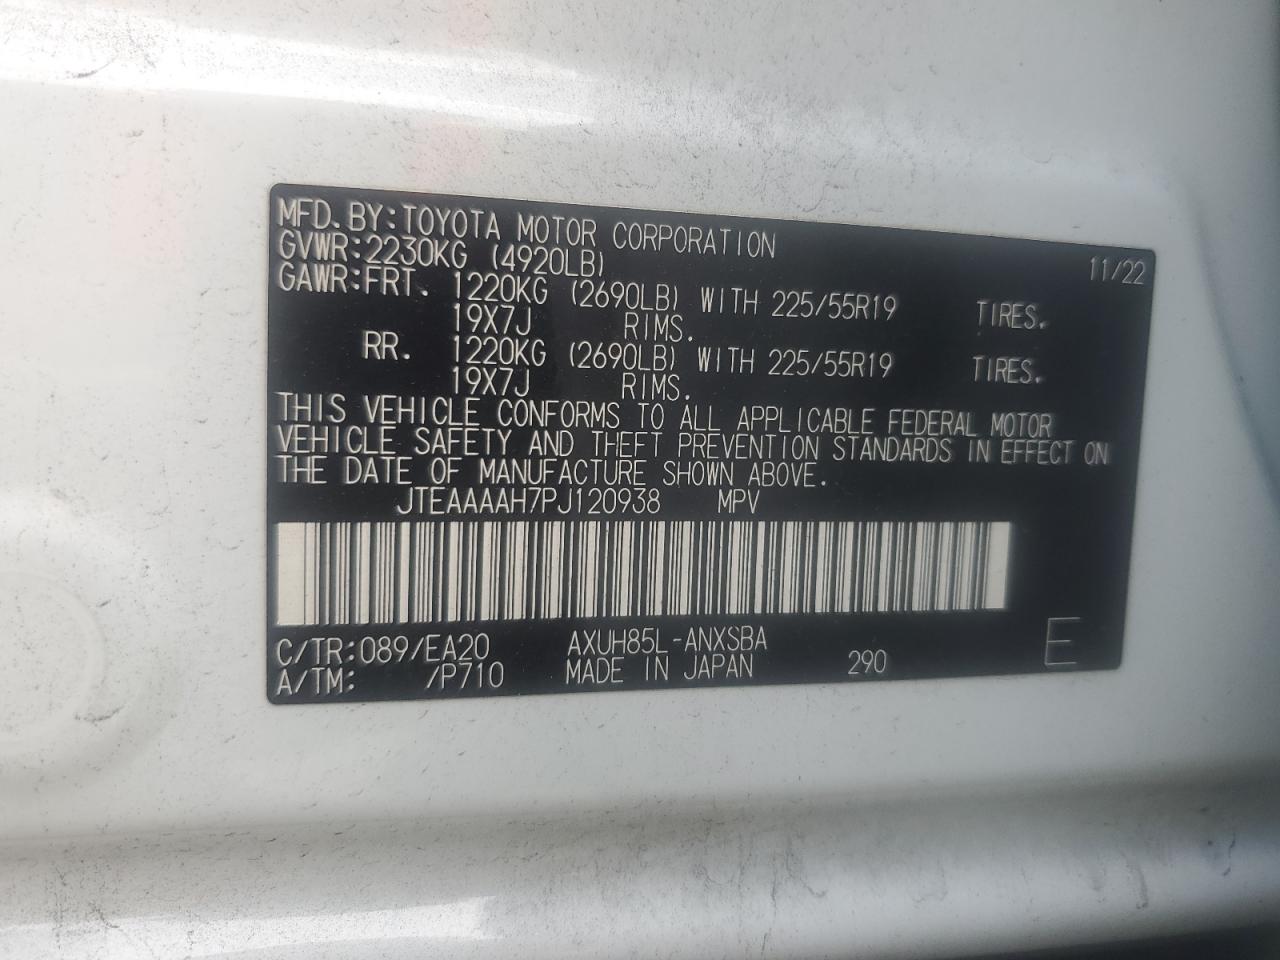 MFD. BY: TOYOTA MOTOR CORPORATION 11/22
GVWR: 2230KG (4920LB)
GAWR: FRT. 1220KG (2690LB) WITH 225/55R19 TIRES.
19X7J RIMS.
RR. 1220KG (2690LB) WITH 225/55R19 TIRES.
19X7J RIMS.
THIS VEHICLE CONFORMS TO ALL APPLICABLE FEDERAL MOTOR
VEHICLE SAFETY AND THEFT PREVENTION STANDARDS IN EFFECT ON
THE DATE OF MANUFACTURE SHOWN ABOVE.
JTEAAAAH7PJ120938 MPV
C/TR: 089/EA20 AXUH85L-ANXSBA
A/TM: /P710 MADE IN JAPAN 290 E